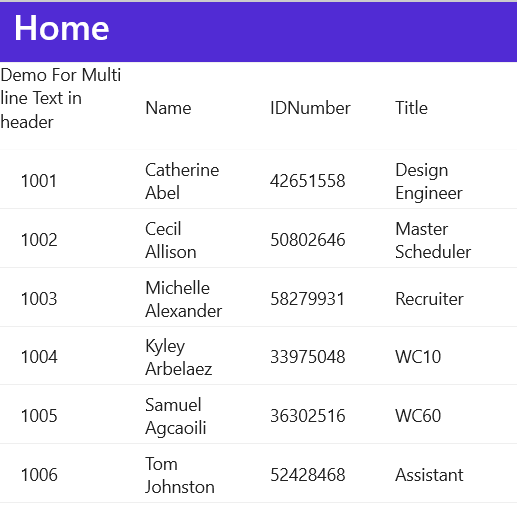 Home
Demo For Multi
line Text in
header
Name
IDNumber
Title
1001
Catherine
Abel
42651558
Design
Engineer
1002
Cecil
Allison
50802646
Master
Scheduler
1003
Michelle
Alexander
58279931
Recruiter
1004
Kyley
Arbelaez
33975048
WC10
1005
Samuel
Agcaoili
36302516
WC60
1006
Tom
Johnston
52428468
Assistant